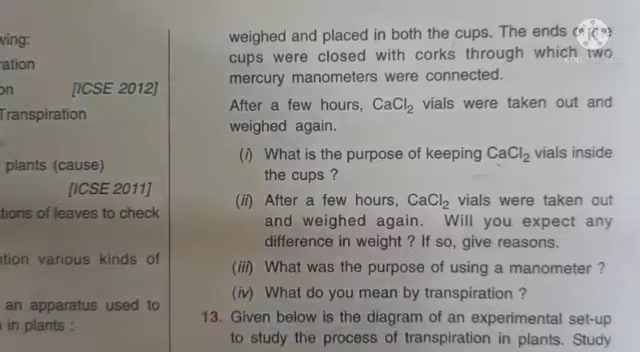 ving:
ration
on [ICSE 2012]
Transpiration
plants (cause)
[ICSE 2011]
tions of leaves to check
ntion various kinds of
an apparatus used to
in plants :
weighed and placed in both the cups. The ends
cups were closed with corks through which two
mercury manometers were connected.
After a few hours, CaCl₂ vials were taken out and
weighed again.
(i) What is the purpose of keeping CaCl₂ vials inside
the cups ?
(ii) After a few hours, CaCl₂ vials were taken out
and weighed again. Will you expect any
difference in weight ? If so, give reasons.
(iii) What was the purpose of using a manometer ?
(iv) What do you mean by transpiration ?
13. Given below is the diagram of an experimental set-up
to study the process of transpiration in plants. Study